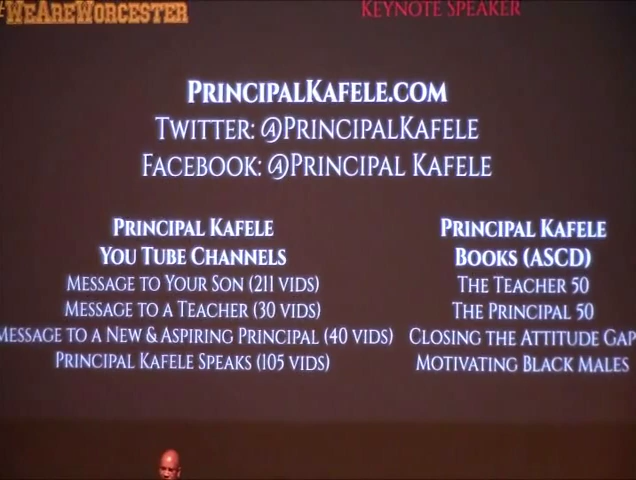 #WeAreWorcester
Keynote Speaker
PrincipalKafele.com
Twitter: @PrincipalKafele
Facebook: @Principal Kafele
Principal Kafele
You Tube Channels
Message to Your Son (211 vids)
Message to a Teacher (30 vids)
Message to a New & Aspiring Principal (40 vids)
Principal Kafele Speaks (105 vids)
Principal Kafele
Books (ASCD)
The Teacher 50
The Principal 50
Closing the Attitude Gap
Motivating Black Males